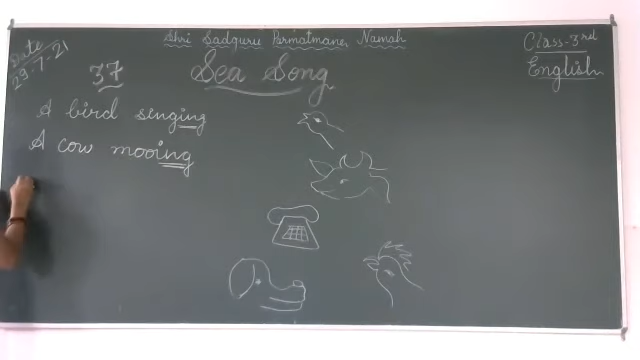 Shri Sadguru Parmatmane Namah
Date
29-7-21
Class-3rd
English
37
Sea Song
A bird singing
A cow mooing